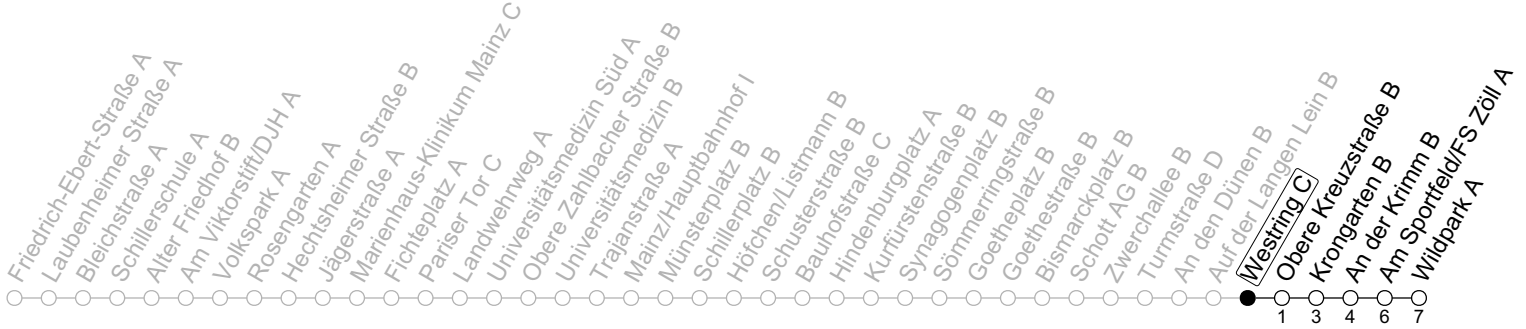 Friedrich-Ebert-Straße A
Laubenheimer Straße A
Bleichstraße A
Schillerschule A
Alter Friedhof B
Am Viktorstift/DJH A
Volkspark A
Rosengarten A
Hechtsheimer Straße B
Jägerstraße A
Marienhaus-Klinikum Mainz C
Fichteplatz A
Pariser Tor C
Landwehrweg A
Universitätsmedizin Süd A
Obere Zahlbacher Straße B
Universitätsmedizin B
Trajanstraße A
Mainz/Hauptbahnhof I
Münsterplatz B
Schillerplatz B
Höfchen/Listmann B
Schusterstraße B
Bauhofstraße C
Hindenburgplatz A
Kurfürstenstraße B
Synagogenplatz B
Sömmerringstraße B
Goetheplatz B
Goethestraße B
Bismarckplatz B
Schott AG B
Zwerchallee B
Turmstraße D
An den Dünen B
Auf der Langen Lein B
Westring C
Obere Kreuzstraße B
Krongarten B
An der Krimm B
Am Sportfeld/FS Zöll A
Wildpark A
1 3 4 6 7